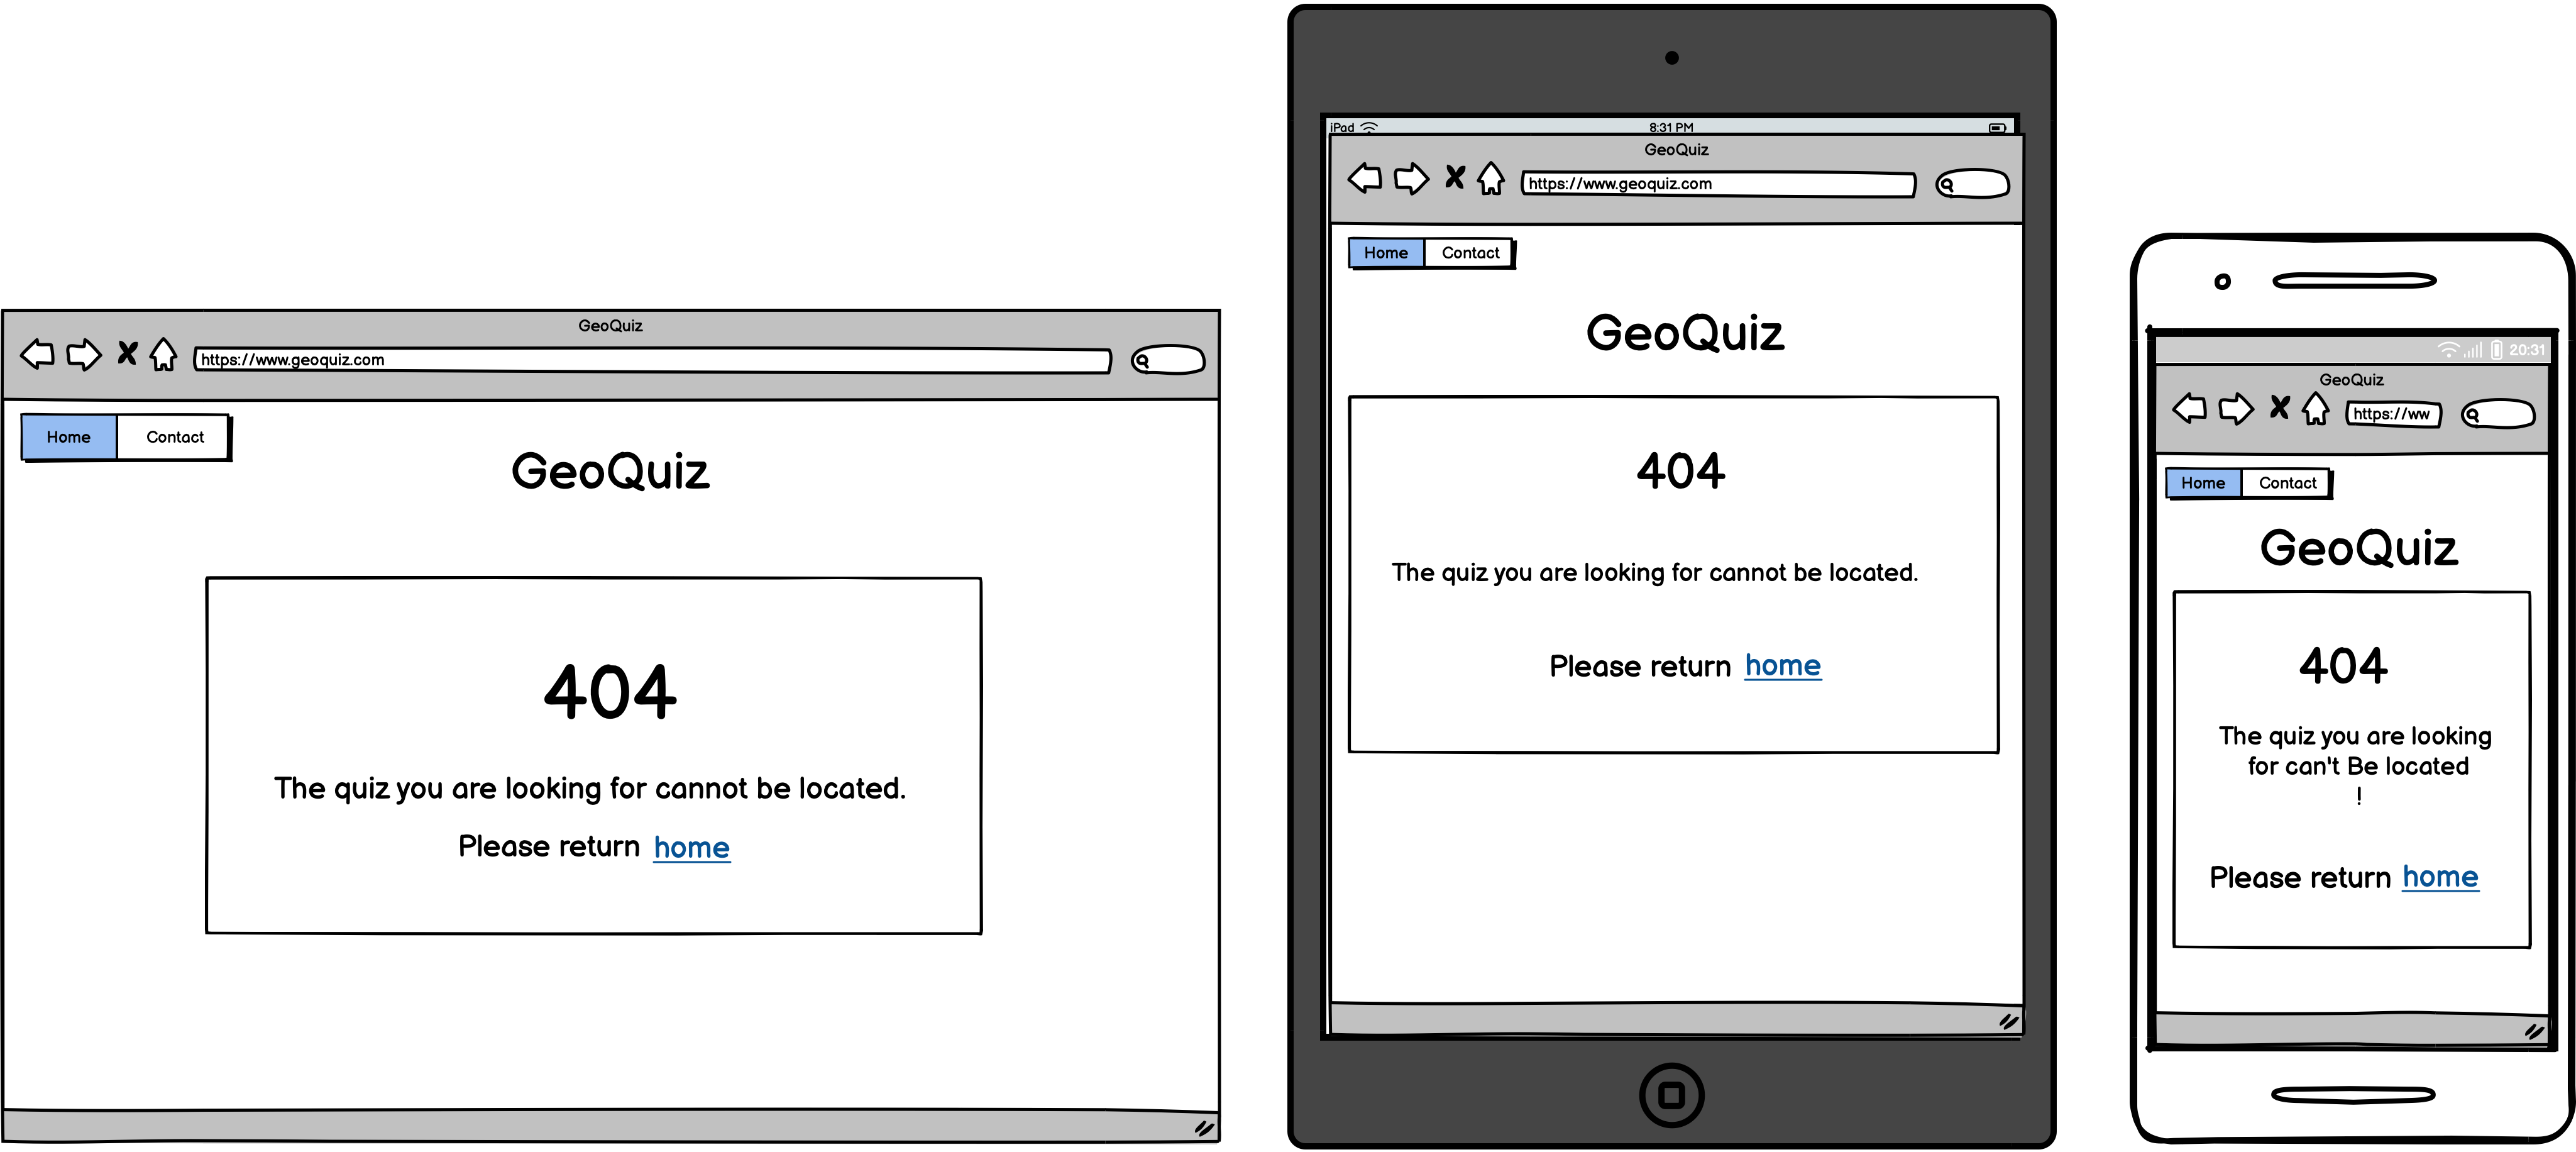 GeoQuiz
https://www.geoquiz.com
Home Contact
GeoQuiz
404
The quiz you are looking for cannot be located.
Please return home
iPad 8:31 PM
GeoQuiz
https://www.geoquiz.com
Home Contact
GeoQuiz
404
The quiz you are looking for cannot be located.
Please return home
20:31
GeoQuiz
https://ww
Home Contact
GeoQuiz
404
The quiz you are looking
for can't Be located
!
Please return home